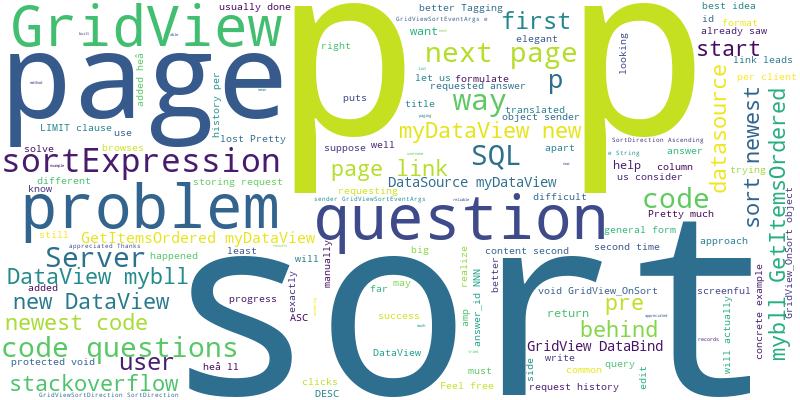 GridView
usually done
better Tagging
GridViewSortEventArgs e
first
best idea
id
already saw
format
start
want
elegant
added heâ
page
p p
right
next page
p
looking
link leads
per client
history per
let us
formulate
requested answer
puts
way
title
translated
object sender
LIMIT clause
use
lost Pretty
myDataView new
datasource
sort newest
mybll GetItemsOrdered
GridView_OnSort object
solve
browses
suppose
well
apart
SortDirection Ascending
sortExpression
SQL
e String
answer
page link
help
column
trying
different
storing request
DataSource myDataView
us consider
know
requesting
difficult
code
problem
sender GridViewSortEventArgs
question
Pretty much
still
GetItemsOrdered myDataView
general form
appreciated Thanks
Server
happened
least
will
manually
big
realize
better
content second
second time
approach
DataView mybll
exactly
sort
screenful
added
progress
far
may
answer_id NNN
void GridView_OnSort
pre
new DataView
ASC
amp
return
behind
concrete example
will actually
newest code
success
code questions
DataView
GridView DataBind
records
protected void
user
heâ ll
must
side
write
common
query
edit
stackoverflow
clicks
Feel free
request history
DESC
GridViewSortDirection SortDirection